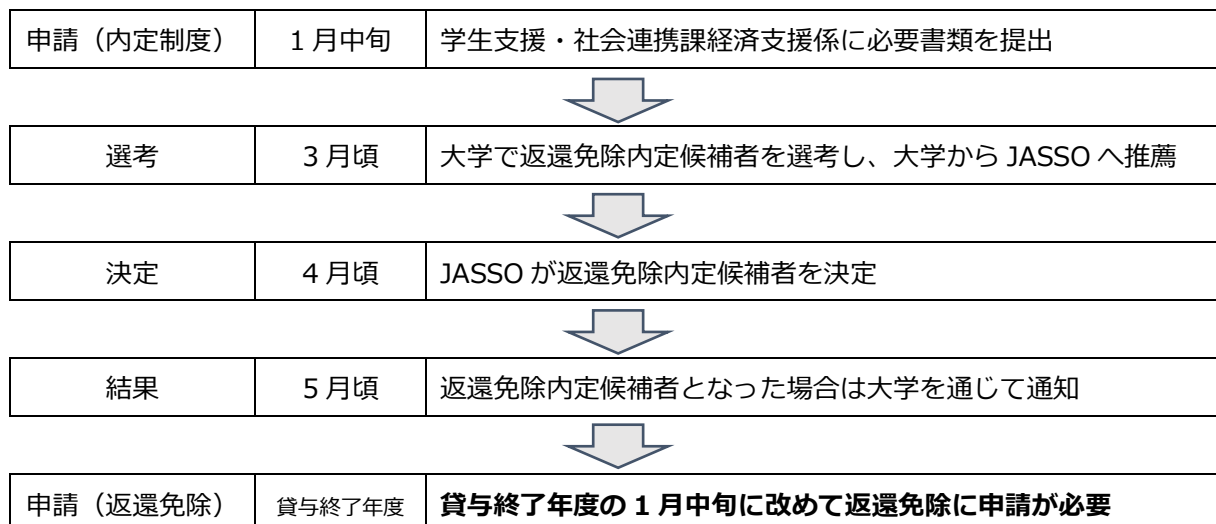 申請（内定制度） 1月中旬 学生支援・社会連携課経済支援係に必要書類を提出
選考 3月頃 大学で返還免除内定候補者を選考し、大学から JASSO へ推薦
決定 4月頃 JASSO が返還免除内定候補者を決定
結果 5月頃 返還免除内定候補者となった場合は大学を通じて通知
申請（返還免除） 貸与終了年度 貸与終了年度の 1 月中旬に改めて返還免除に申請が必要